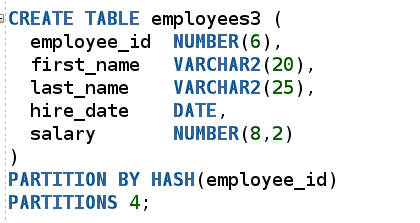 CREATE TABLE employees3 (
  employee_id  NUMBER(6),
  first_name   VARCHAR2(20),
  last_name    VARCHAR2(25),
  hire_date    DATE,
  salary       NUMBER(8,2)
)
PARTITION BY HASH(employee_id)
PARTITIONS 4;